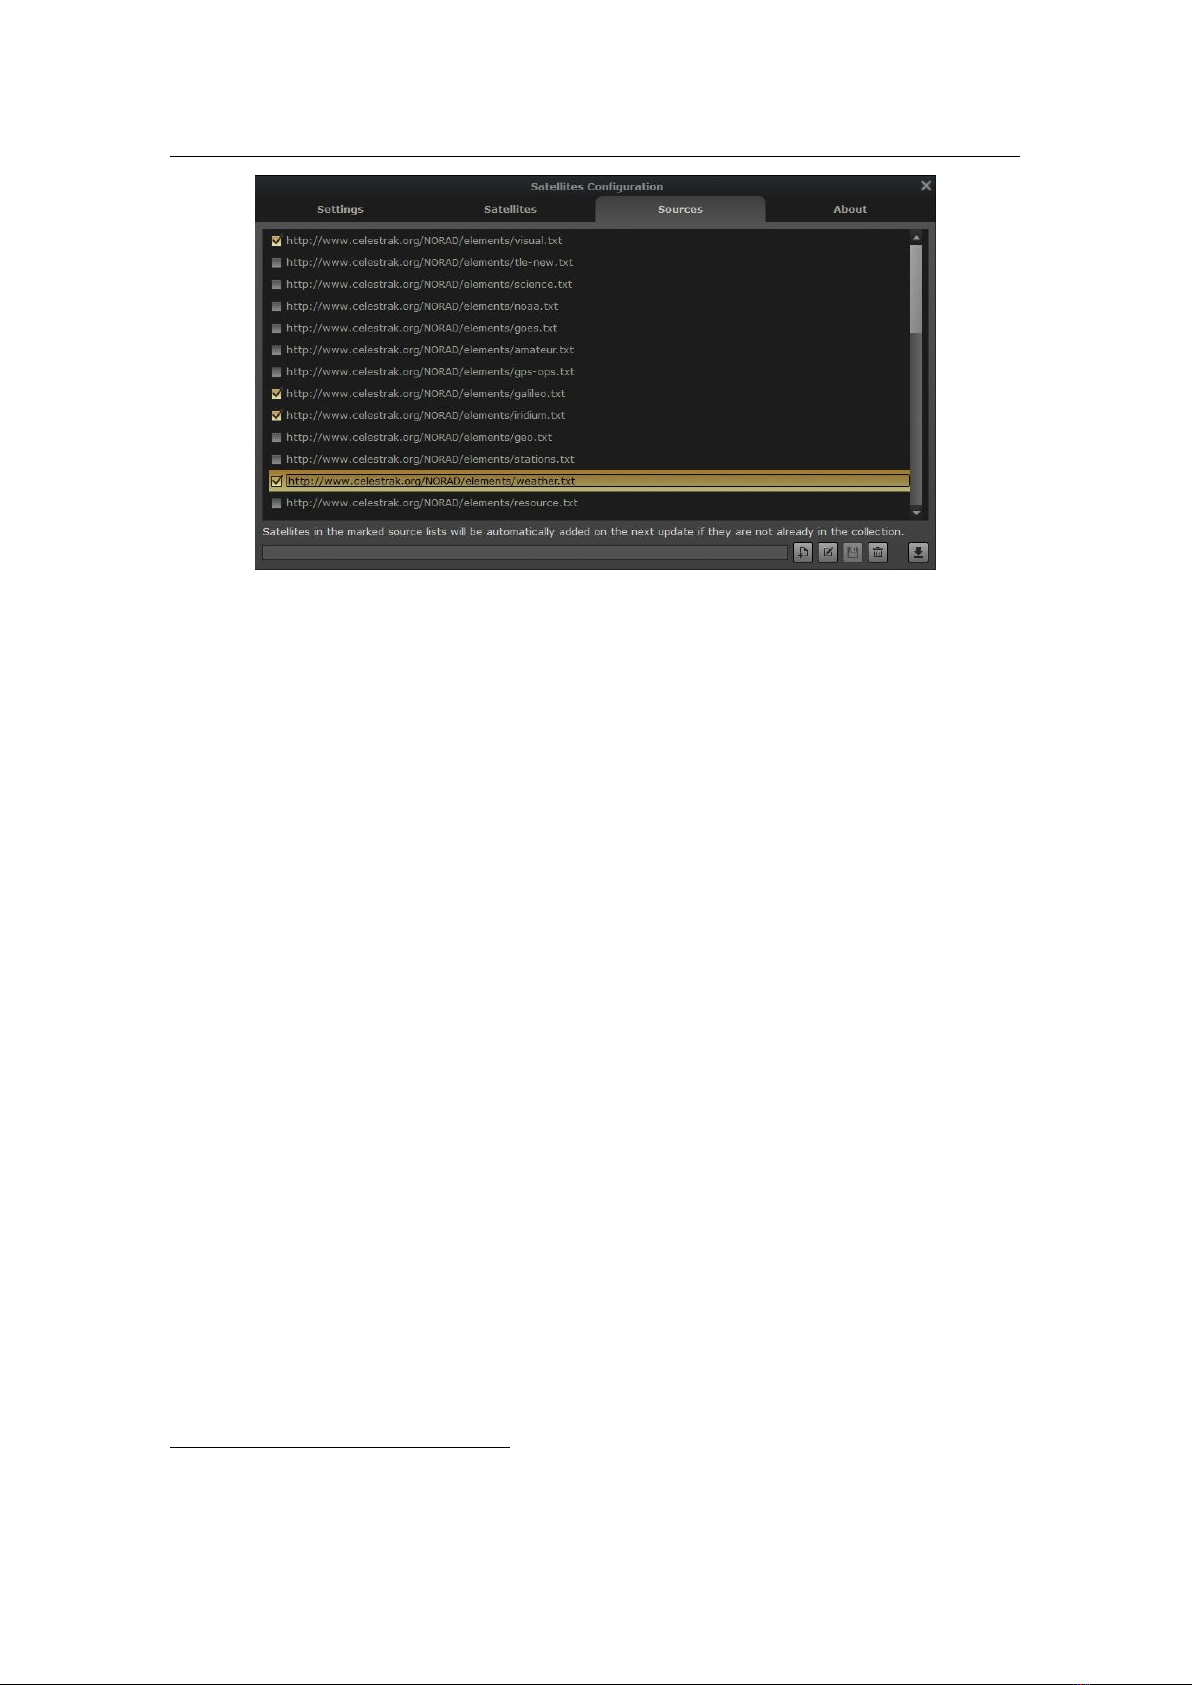 Satellites Configuration
Settings Satellites Sources About
http://www.celestrak.org/NORAD/elements/visual.txt
http://www.celestrak.org/NORAD/elements/tle-new.txt
http://www.celestrak.org/NORAD/elements/science.txt
http://www.celestrak.org/NORAD/elements/noaa.txt
http://www.celestrak.org/NORAD/elements/goes.txt
http://www.celestrak.org/NORAD/elements/amateur.txt
http://www.celestrak.org/NORAD/elements/gps-ops.txt
http://www.celestrak.org/NORAD/elements/galileo.txt
http://www.celestrak.org/NORAD/elements/iridium.txt
http://www.celestrak.org/NORAD/elements/geo.txt
http://www.celestrak.org/NORAD/elements/stations.txt
http://www.celestrak.org/NORAD/elements/weather.txt
http://www.celestrak.org/NORAD/elements/resource.txt
Satellites in the marked source lists will be automatically added on the next update if they are not already in the collection.